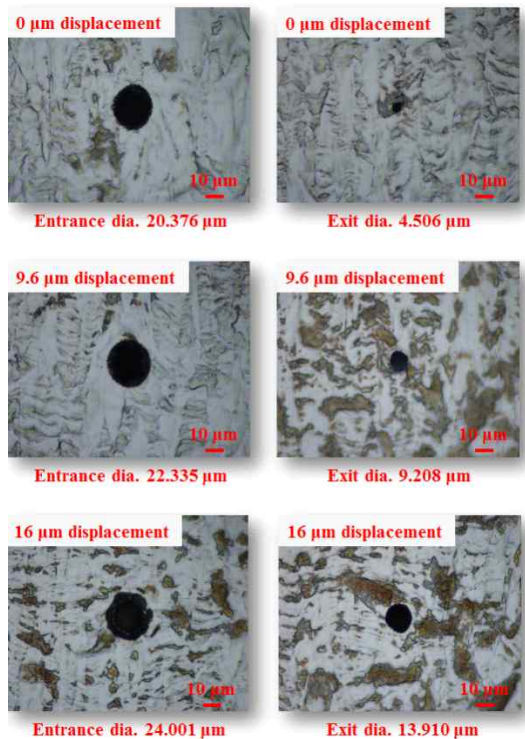 0 μm displacement
0 μm displacement
10 μm
10 μm
Entrance dia. 20.376 μm
Exit dia. 4.506 μm
9.6 μm displacement
9.6 μm displacement
10 μm
10 μm
Entrance dia. 22.335 μm
Exit dia. 9.208 μm
16 μm displacement
16 μm displacement
10 μm
10 μm
Entrance dia. 24.001 μm
Exit dia. 13.910 μm